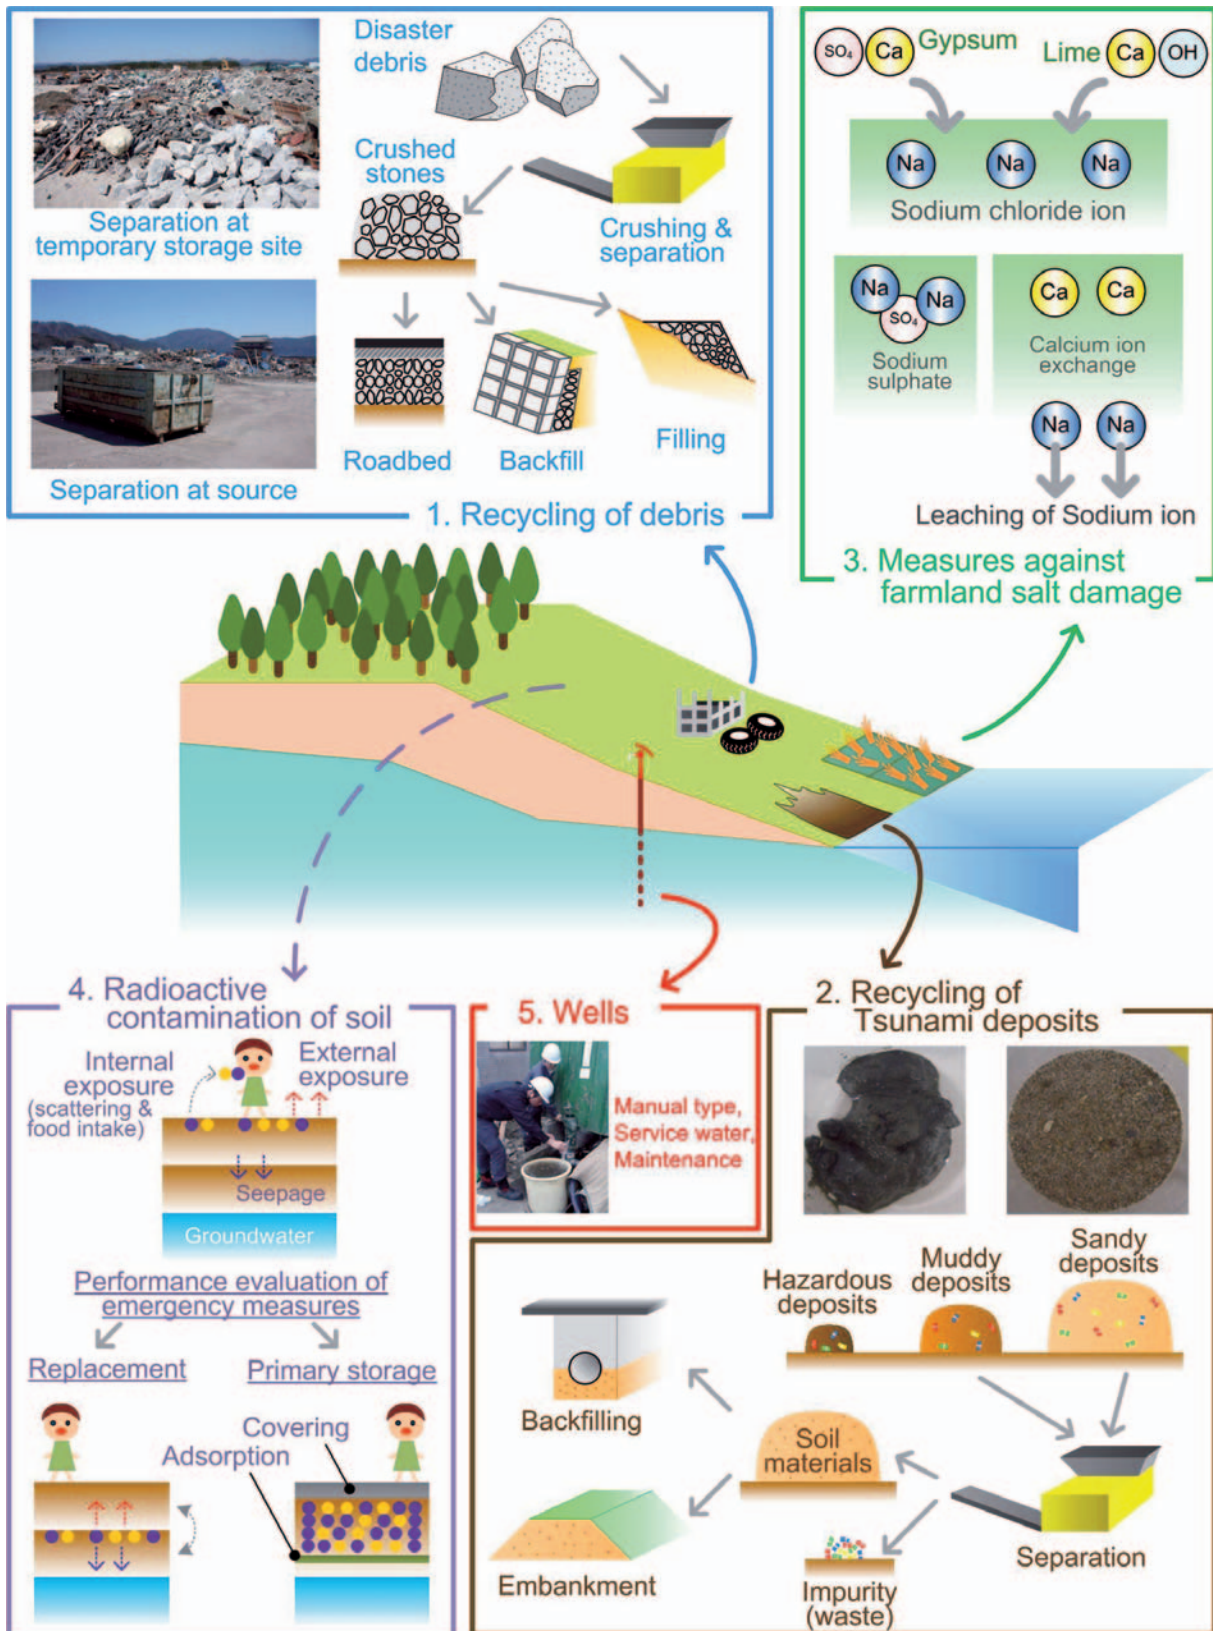 Disaster
debris
Crushed
stones
Separation at
temporary storage site
Crushing &
separation
Separation at source
Roadbed
Backfill
Filling
1. Recycling of debris
SO₄
Ca
Gypsum
Lime
Ca
OH
Na
Na
Na
Sodium chloride ion
Na
Na
SO₄
Sodium
sulphate
Ca
Ca
Calcium ion
exchange
Na
Na
Leaching of Sodium ion
3. Measures against
farmland salt damage
4. Radioactive
contamination of soil
Internal
exposure
(scattering &
food intake)
External
exposure
Seepage
Groundwater
Performance evaluation of
emergency measures
Replacement
Primary storage
Covering
Adsorption
5. Wells
Manual type,
Service water,
Maintenance
2. Recycling of
Tsunami deposits
Hazardous
deposits
Muddy
deposits
Sandy
deposits
Backfilling
Soil
materials
Embankment
Impurity
(waste)
Separation